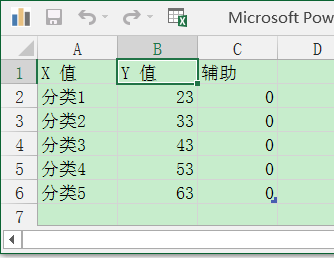 Microsoft Pow
A B C D
1 X 值 Y 值 辅助
2 分类1 23 0
3 分类2 33 0
4 分类3 43 0
5 分类4 53 0
6 分类5 63 0
7